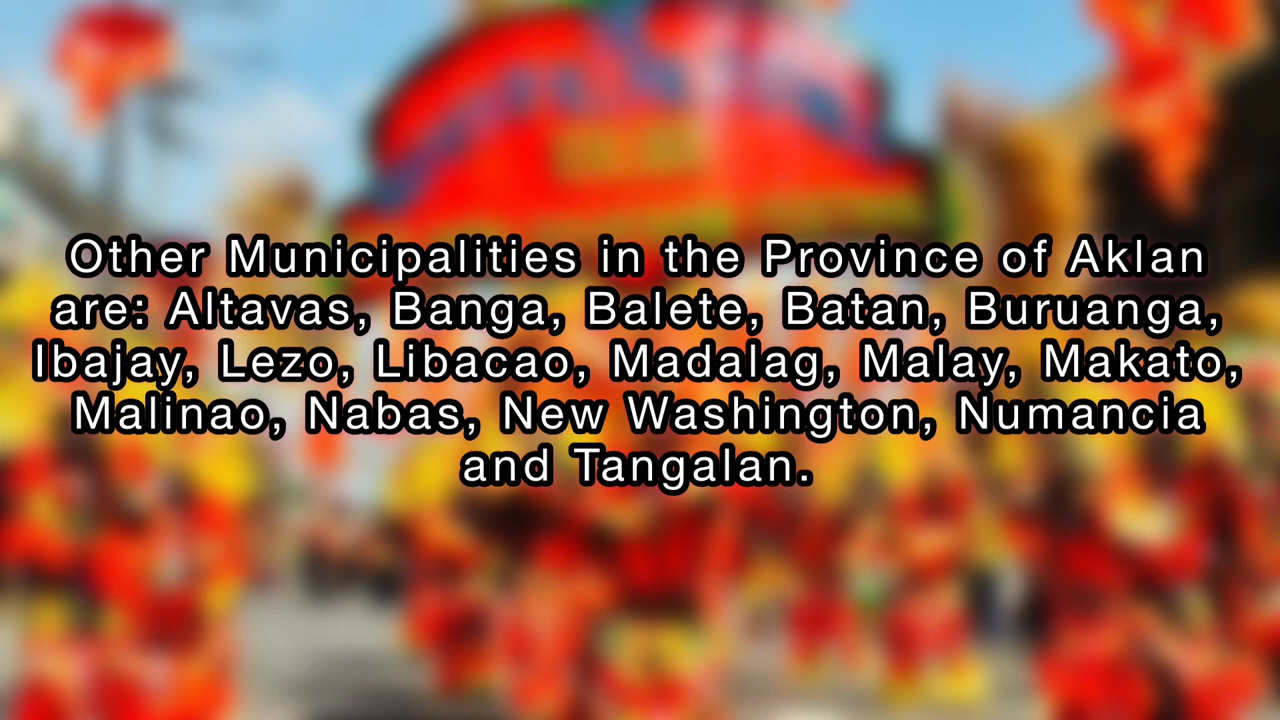 Other Municipalities in the Province of Aklan
are: Altavas, Banga, Balete, Batan, Buruanga,
Ibajay, Lezo, Libacao, Madalag, Malay, Makato,
Malinao, Nabas, New Washington, Numancia
and Tangalan.